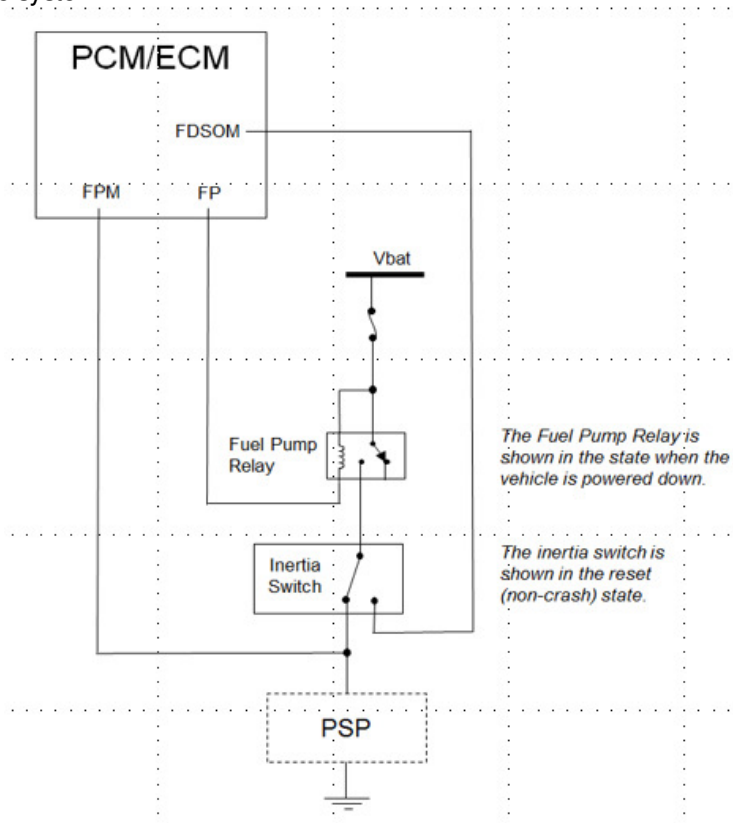 PCM/ECM
FDSOM
FPM
FP
Vbat
Fuel Pump
Relay
The Fuel Pump Relay is
shown in the state when the
vehicle is powered down.
Inertia
Switch
The inertia switch is
shown in the reset
(non-crash) state.
PSP